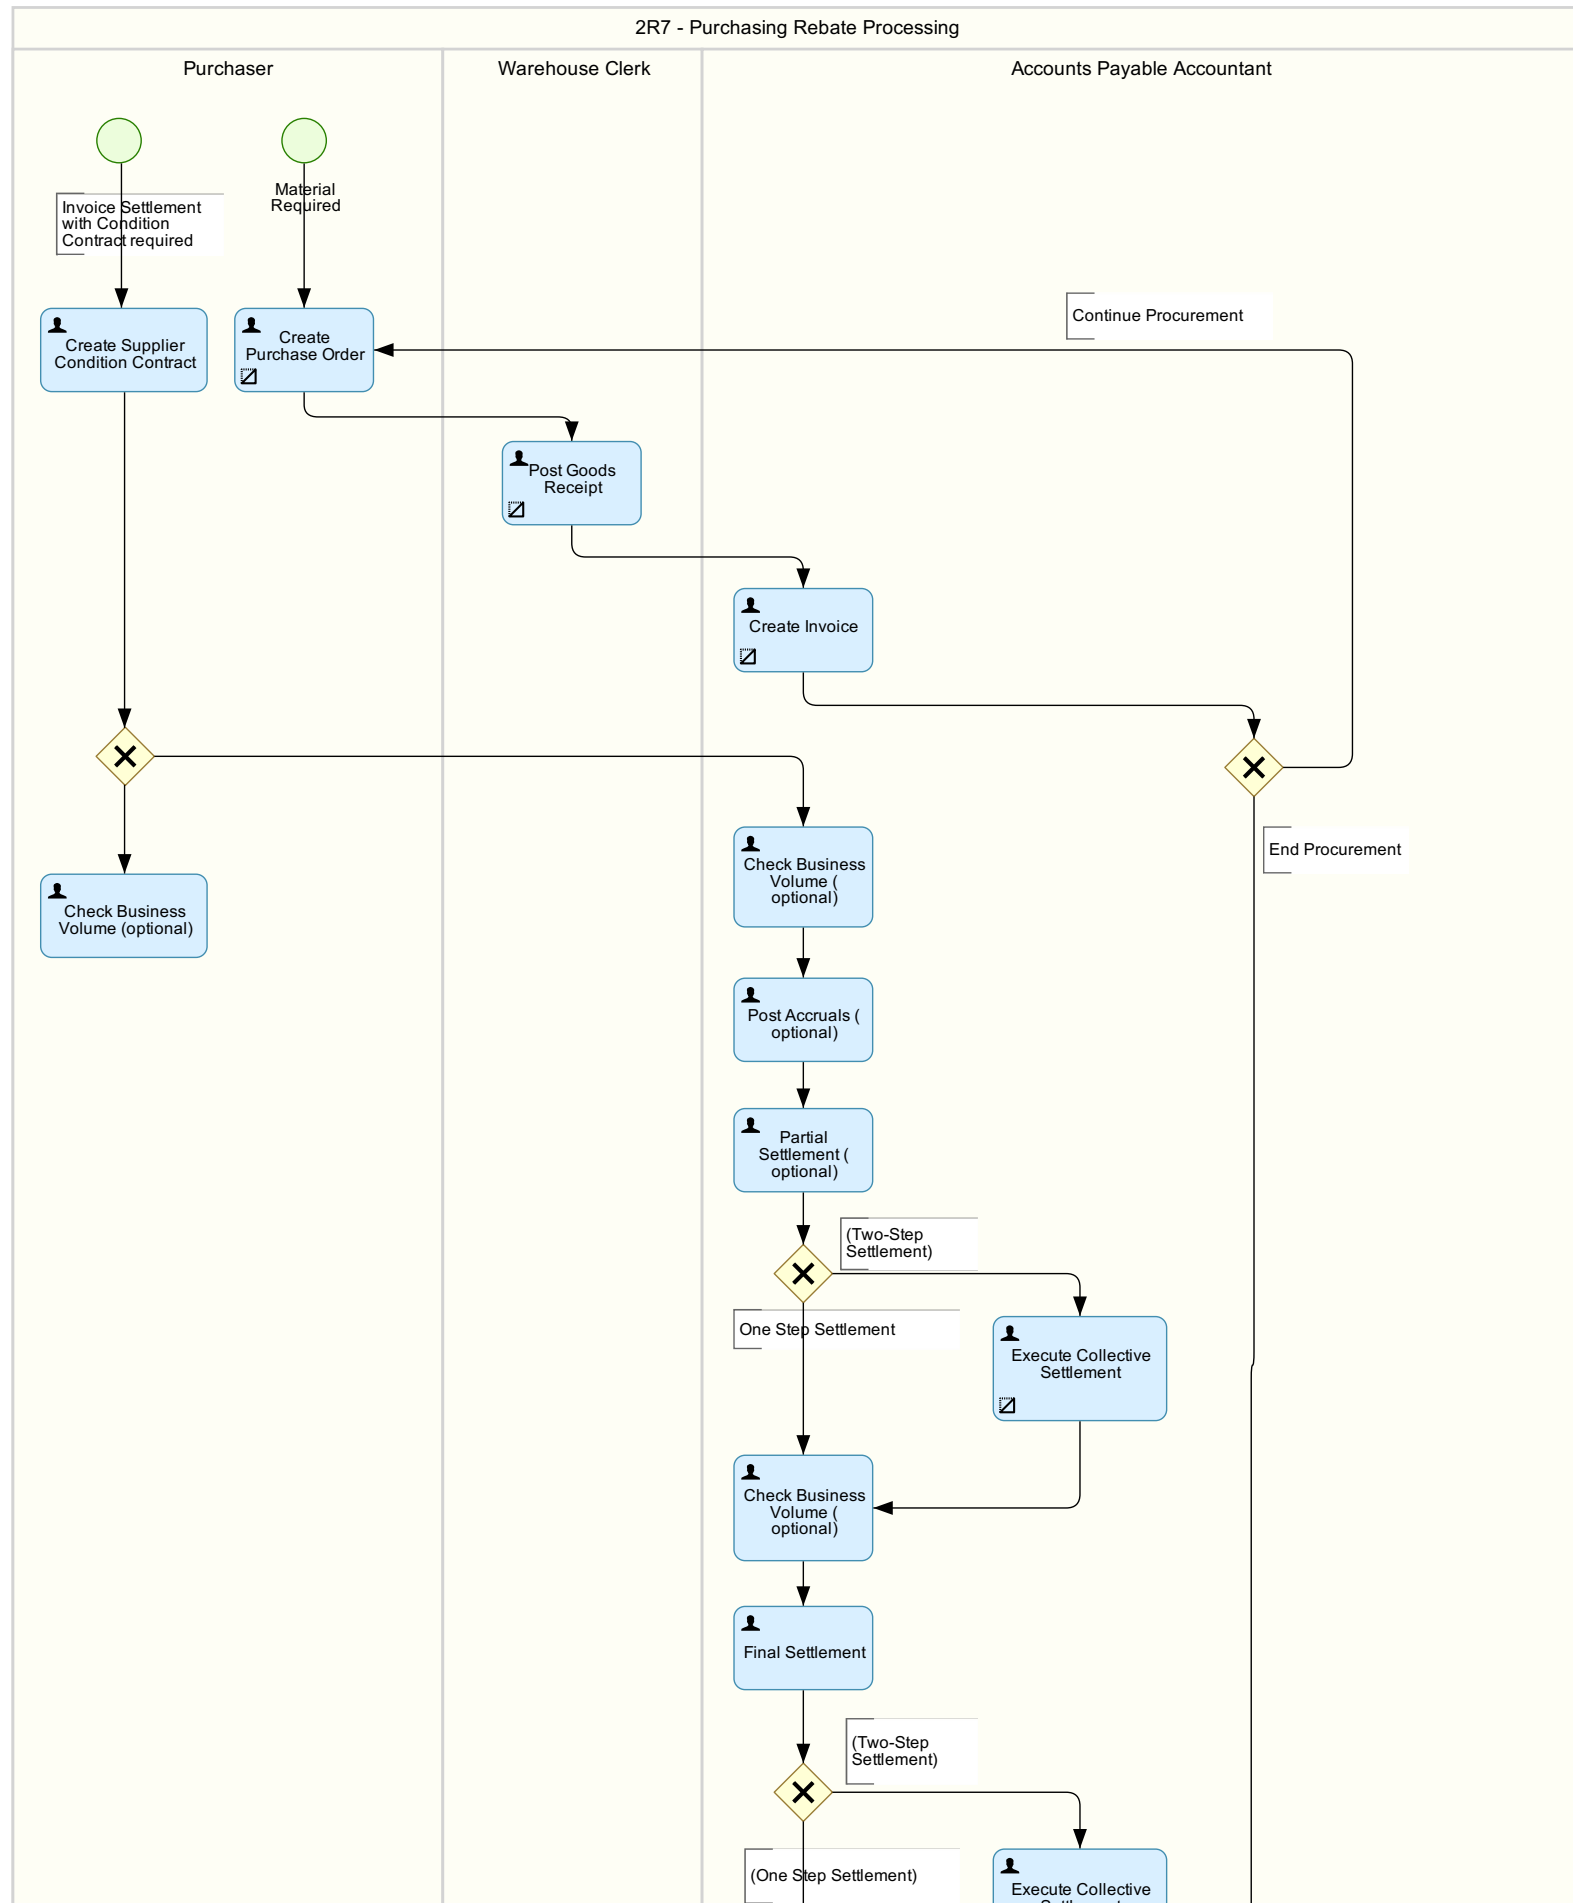 2R7 - Purchasing Rebate Processing
Purchaser
Warehouse Clerk
Accounts Payable Accountant
Invoice Settlement
with Condition
Contract required
Material
Required
Continue Procurement
Create Supplier
Condition Contract
Create
Purchase Order
Post Goods
Receipt
Create Invoice
Check Business
Volume (
optional)
End Procurement
Check Business
Volume (optional)
Post Accruals (
optional)
Partial
Settlement (
optional)
(Two-Step
Settlement)
One Step Settlement
Execute Collective
Settlement
Check Business
Volume (
optional)
Final Settlement
(Two-Step
Settlement)
(One Step Settlement)
Execute Collective